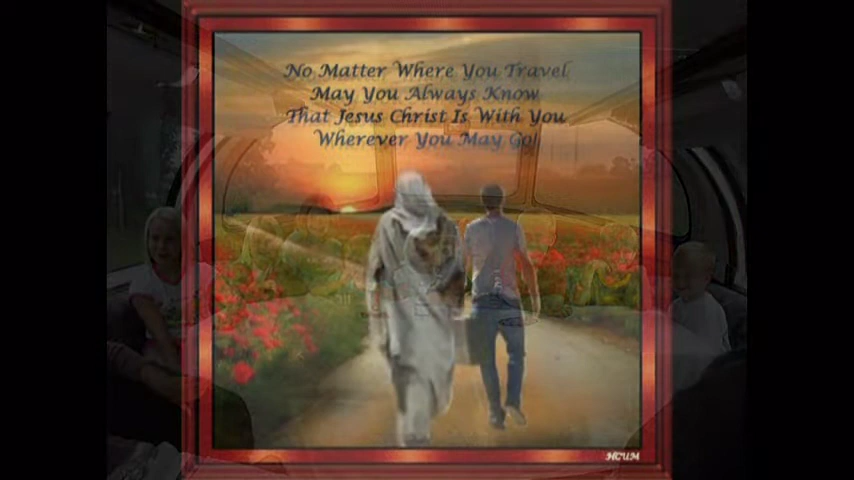 No Matter Where You Travel
May You Always Know
That Jesus Christ Is With You
Wherever You May Go!
HCUM